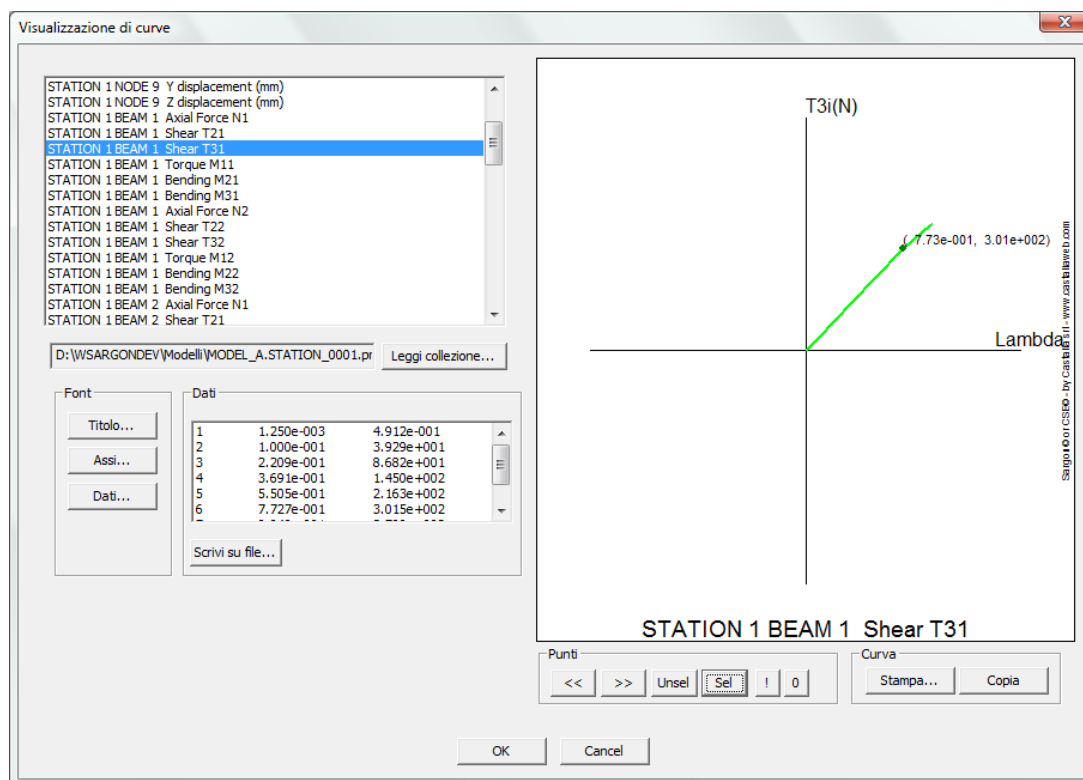 Visualizzazione di curve
STATION 1 NODE 9 Y displacement (mm)
STATION 1 NODE 9 Z displacement (mm)
STATION 1 BEAM 1 Axial Force N1
STATION 1 BEAM 1 Shear T21
STATION 1 BEAM 1 Shear T31
STATION 1 BEAM 1 Torque M11
STATION 1 BEAM 1 Bending M21
STATION 1 BEAM 1 Bending M31
STATION 1 BEAM 1 Axial Force N2
STATION 1 BEAM 1 Shear T22
STATION 1 BEAM 1 Shear T32
STATION 1 BEAM 1 Torque M12
STATION 1 BEAM 1 Bending M22
STATION 1 BEAM 1 Bending M32
STATION 1 BEAM 2 Axial Force N1
STATION 1 BEAM 2 Shear T21
D:\WSARGONDEV\Modelli\MODEL_A.STATION_0001.pr
Leggi collezione...
Font
Titolo...
Assi...
Dati...
Dati
1 1.250e-003 4.912e-001
2 1.000e-001 3.929e+001
3 2.209e-001 8.682e+001
4 3.691e-001 1.450e+002
5 5.505e-001 2.163e+002
6 7.727e-001 3.015e+002
Scrivi su file...
T3i(N)
( 7.73e-001, 3.01e+002)
Lambda
by Castalia srl - www.castaliaweb.com
STATION 1 BEAM 1 Shear T31
Punti
<< >> Unsel Sel ! 0
Curva
Stampa... Copia
OK Cancel